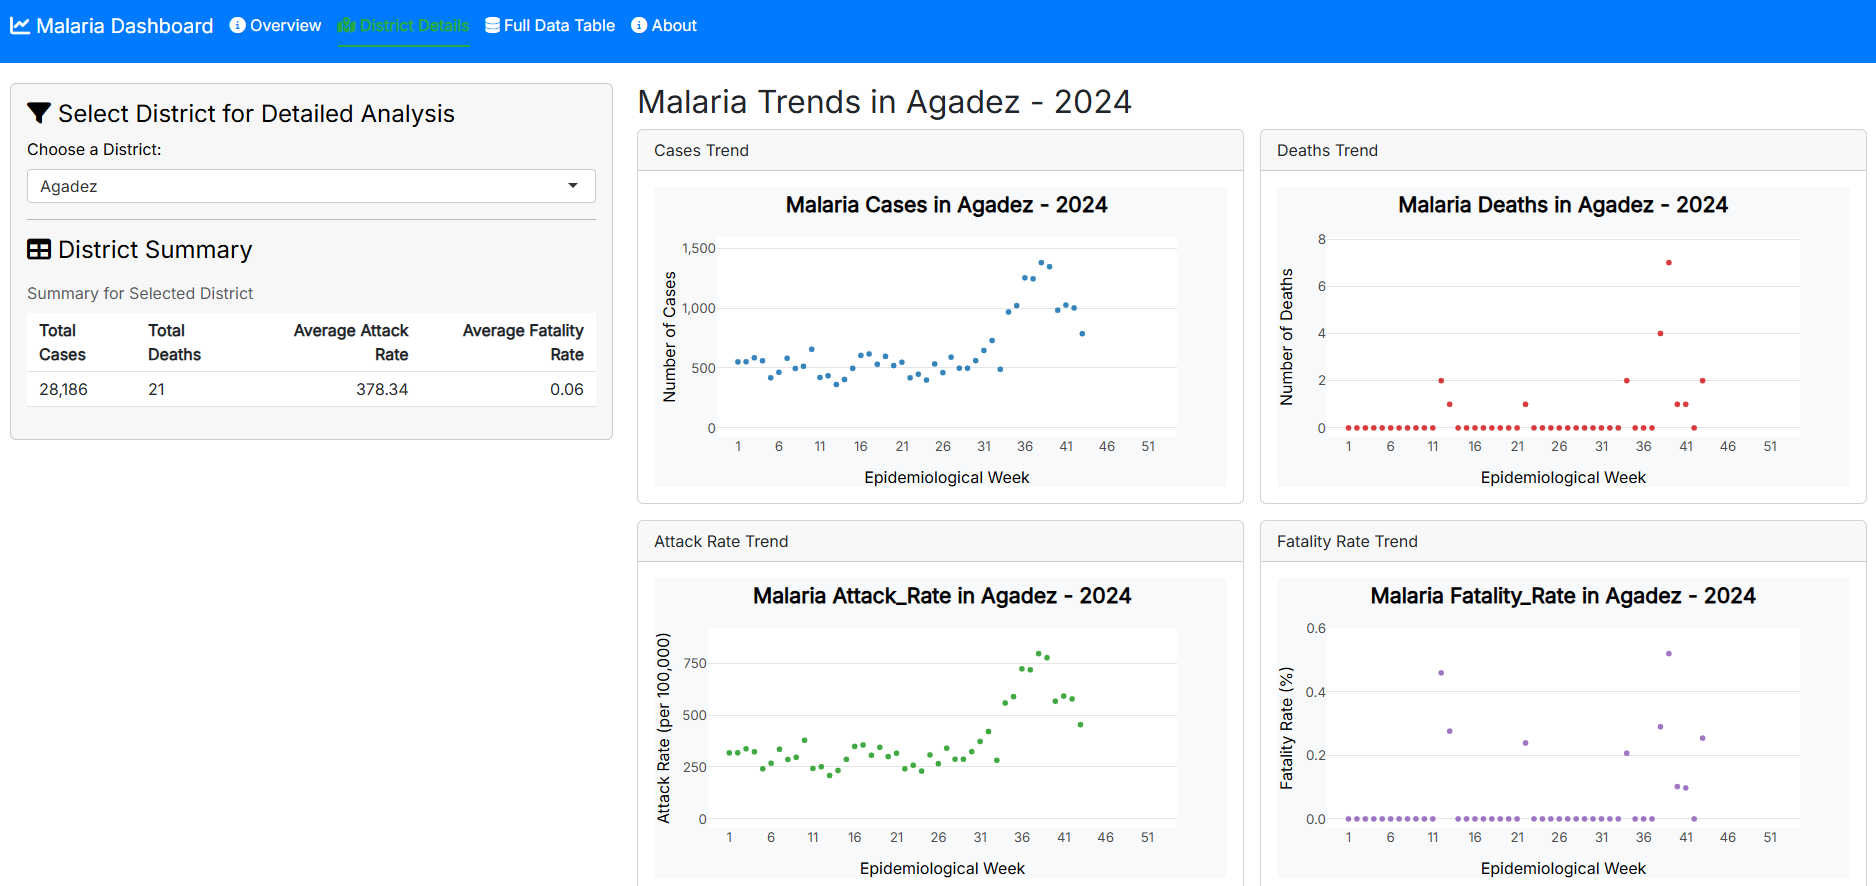 Malaria Dashboard
Overview
District Details
Full Data Table
About
Select District for Detailed Analysis
Choose a District:
Agadez
District Summary
Summary for Selected District
Total Cases
Total Deaths
Average Attack Rate
Average Fatality Rate
28,186
21
378.34
0.06
Malaria Trends in Agadez - 2024
Cases Trend
Malaria Cases in Agadez - 2024
Number of Cases
1,500
1,000
500
0
1 6 11 16 21 26 31 36 41 46 51
Epidemiological Week
Deaths Trend
Malaria Deaths in Agadez - 2024
Number of Deaths
8
6
4
2
0
1 6 11 16 21 26 31 36 41 46 51
Epidemiological Week
Attack Rate Trend
Malaria Attack_Rate in Agadez - 2024
Attack Rate (per 100,000)
750
500
250
0
1 6 11 16 21 26 31 36 41 46 51
Epidemiological Week
Fatality Rate Trend
Malaria Fatality_Rate in Agadez - 2024
Fatality Rate (%)
0.6
0.4
0.2
0.0
1 6 11 16 21 26 31 36 41 46 51
Epidemiological Week